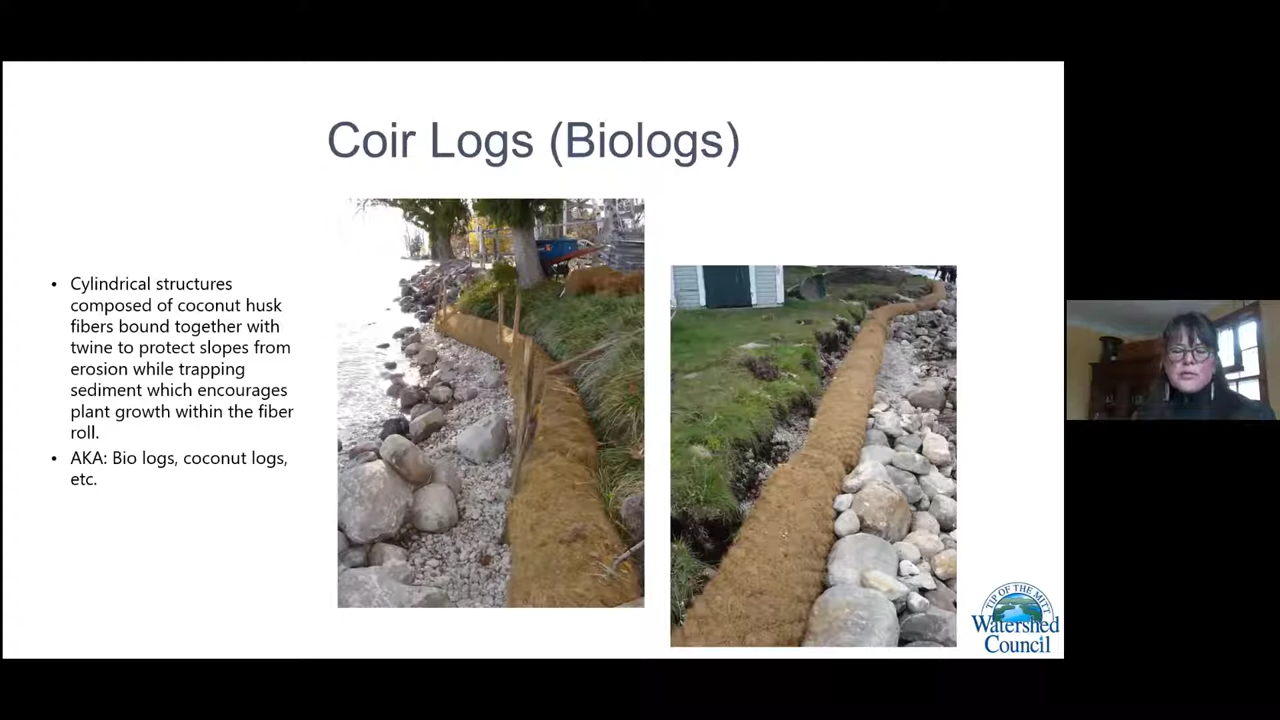 Coir Logs (Biologs)
• Cylindrical structures
composed of coconut husk
fibers bound together with
twine to protect slopes from
erosion while trapping
sediment which encourages
plant growth within the fiber
roll.
• AKA: Bio logs, coconut logs,
etc.
TIP OF THE MITT
Watershed
Council